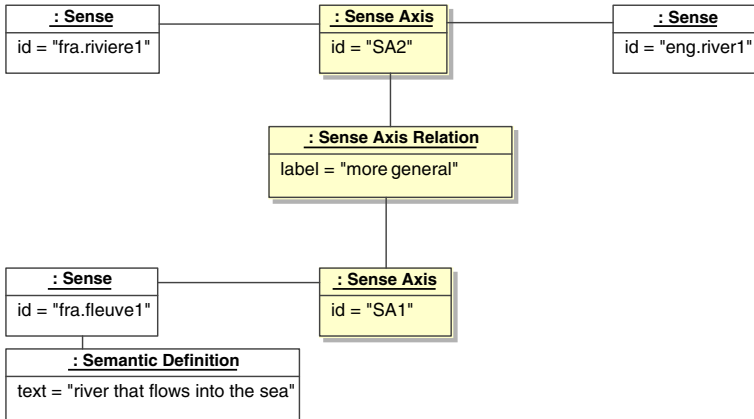 : Sense
id = "fra.riviere1"
: Sense Axis
id = "SA2"
: Sense
id = "eng.river1"
: Sense Axis Relation
label = "more general"
: Sense
id = "fra.fleuve1"
: Sense Axis
id = "SA1"
: Semantic Definition
text = "river that flows into the sea"